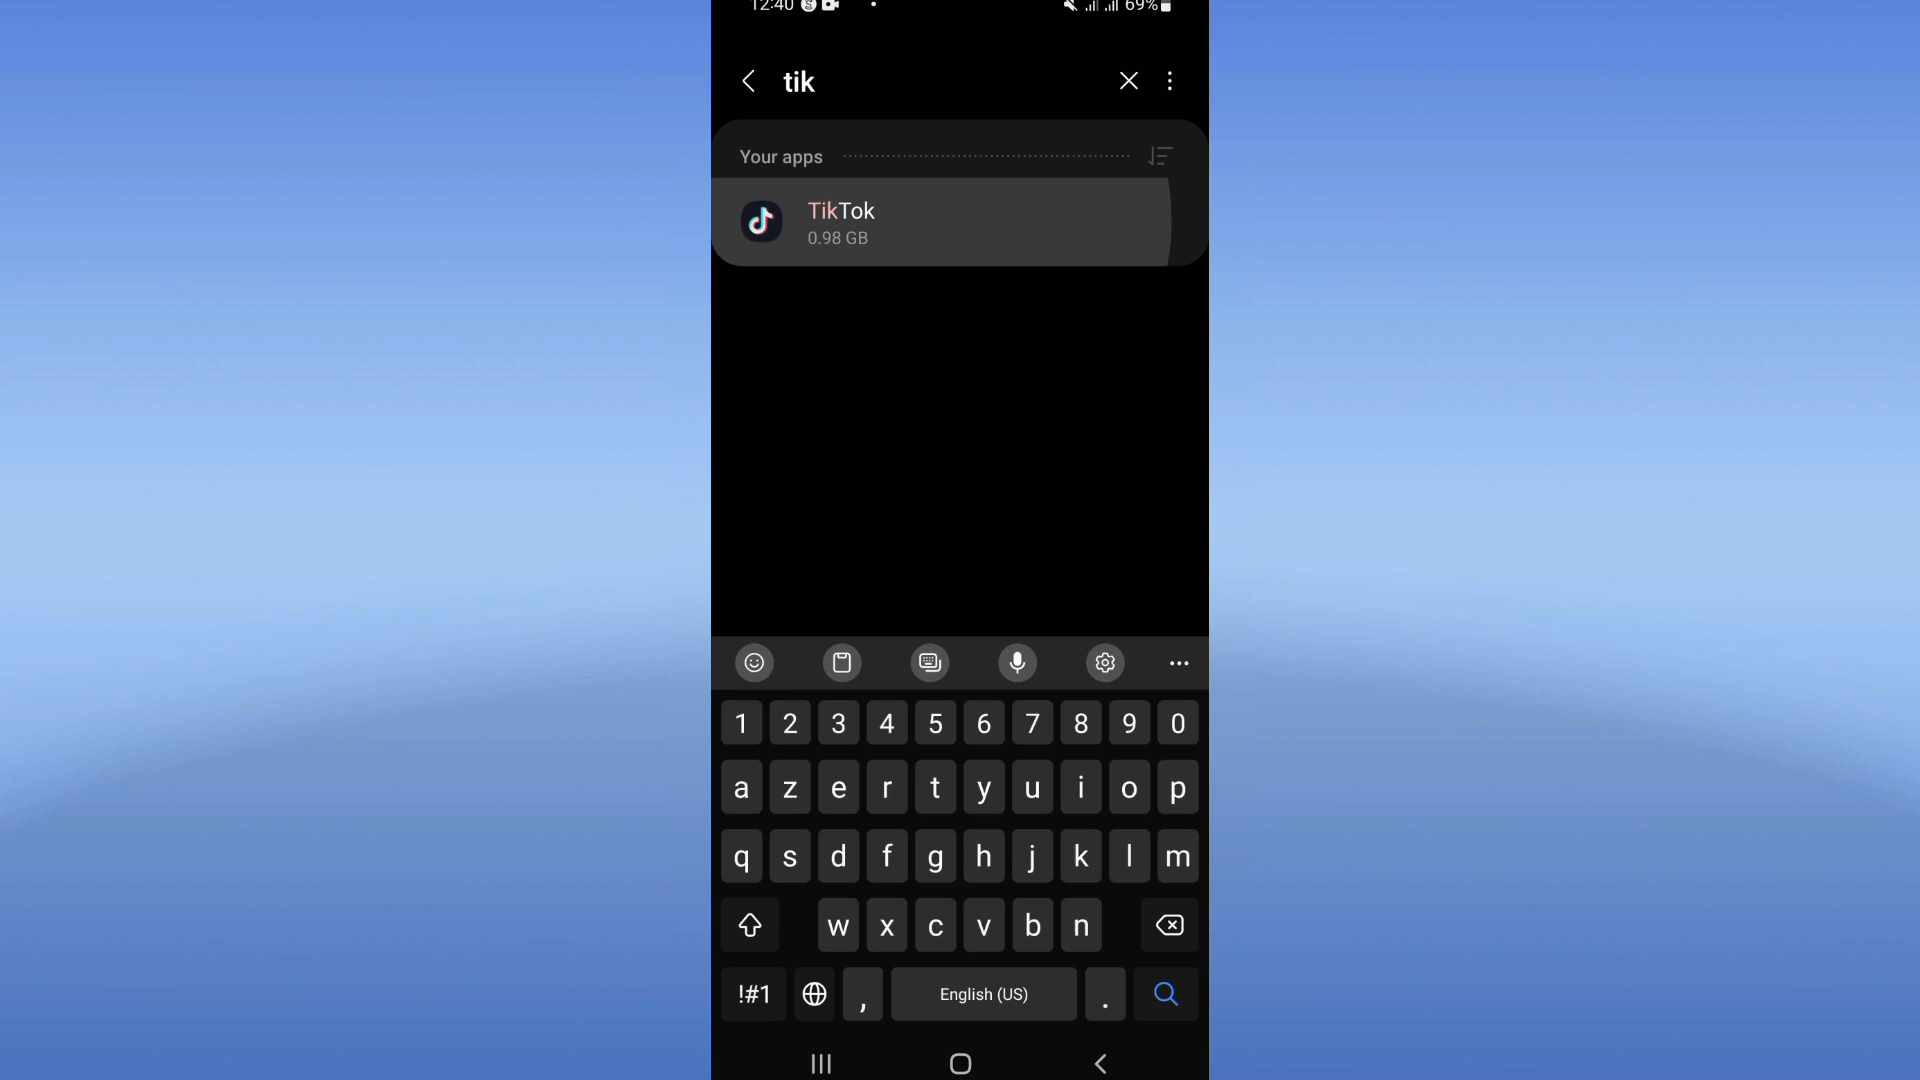 12:40 69%
tik
Your apps
TikTok
0.98 GB
1 2 3 4 5 6 7 8 9 0
a z e r t y u i o p
q s d f g h j k l m
w x c v b n
!#1 , English (US) .